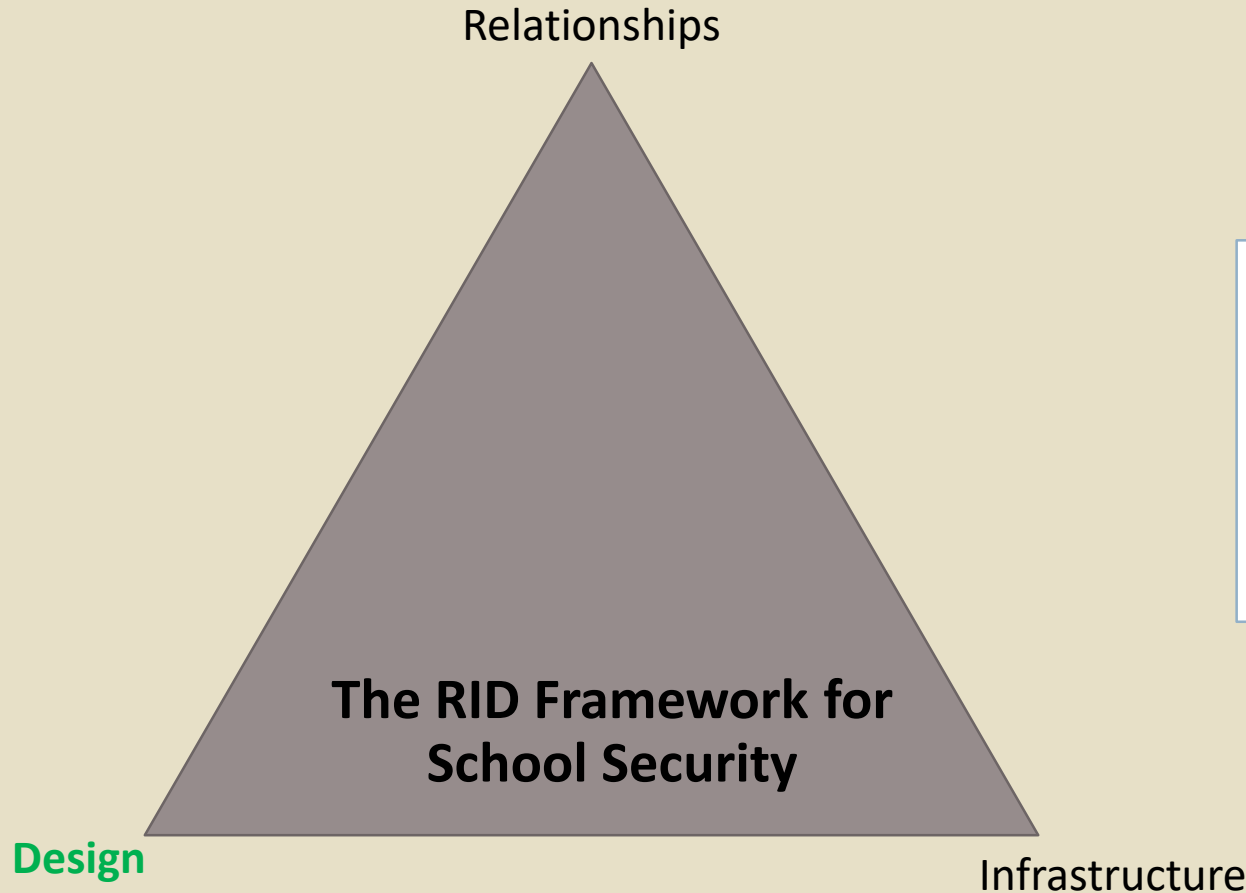 Relationships
The RID Framework for
School Security
Design
Infrastructure